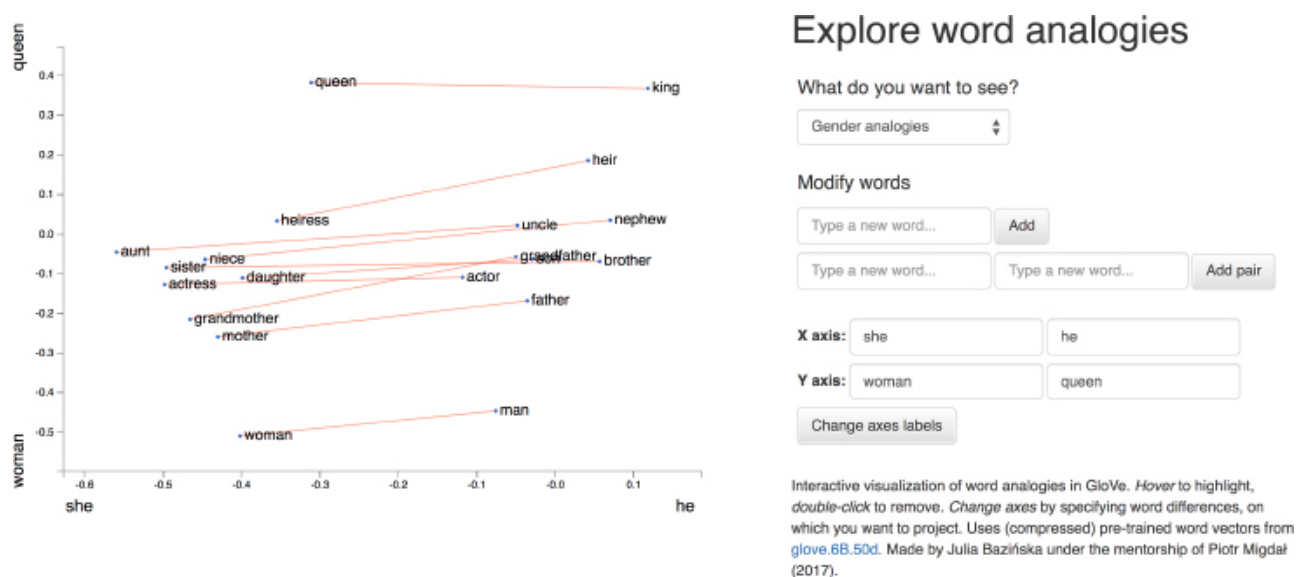 queen
0.4
0.3
0.2
0.1
0.0
-0.1
-0.2
-0.3
-0.4
-0.5
woman
queen
king
heir
heiress
uncle
nephew
aunt
niece
grandfather
son
brother
sister
daughter
actress
actor
grandmother
father
mother
man
woman
-0.6
-0.5
-0.4
-0.3
-0.2
-0.1
-0.0
0.1
she
he
Explore word analogies
What do you want to see?
Gender analogies
Modify words
Type a new word...
Add
Type a new word...
Type a new word...
Add pair
X axis: she he
Y axis: woman queen
Change axes labels
Interactive visualization of word analogies in GloVe. Hover to highlight,
double-click to remove. Change axes by specifying word differences, on
which you want to project. Uses (compressed) pre-trained word vectors from
glove.6B.50d. Made by Julia Bazińska under the mentorship of Piotr Migdał
(2017).